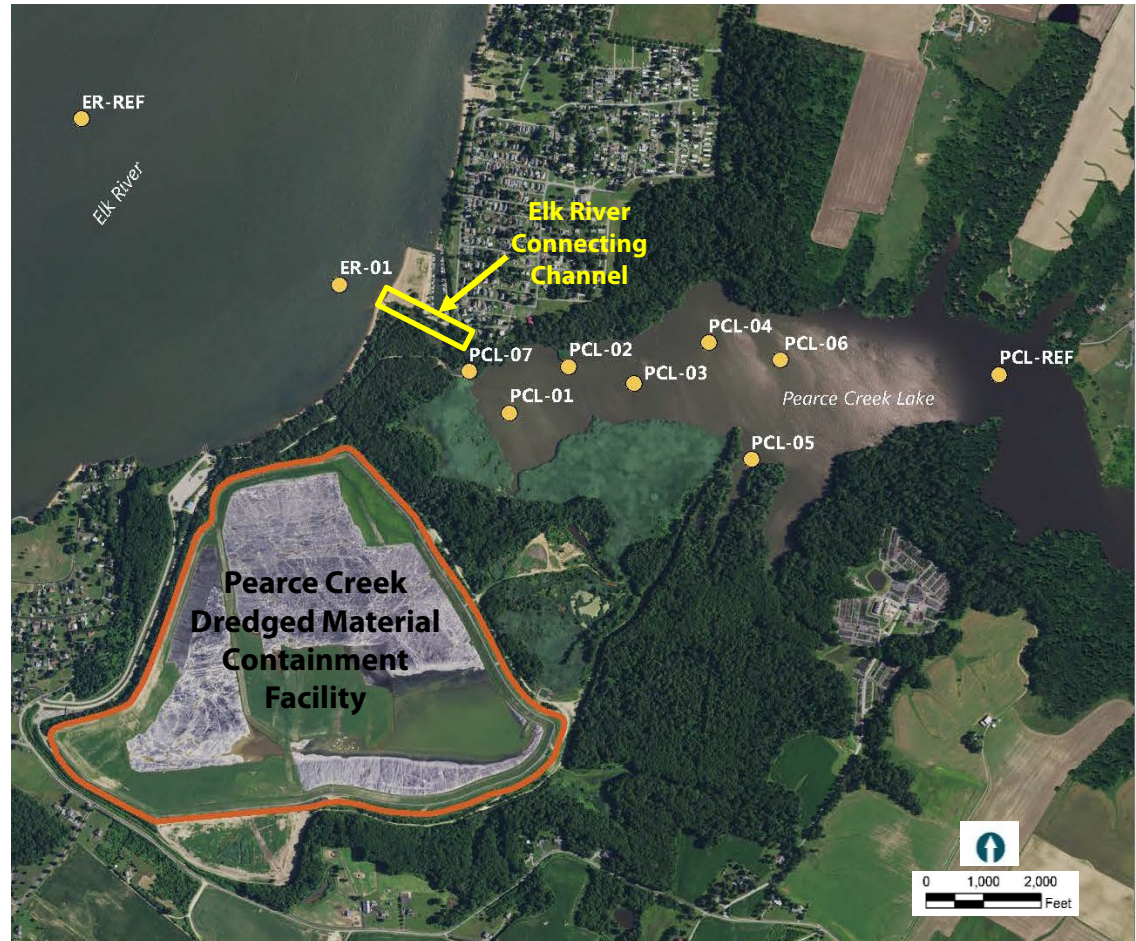 ER-REF
Elk River
Elk River
Connecting
Channel
ER-01
PCL-04
PCL-02
PCL-06
PCL-07
PCL-REF
PCL-03
PCL-01
Pearce Creek Lake
PCL-05
Pearce Creek
Dredged Material
Containment
Facility
0 1,000 2,000
Feet